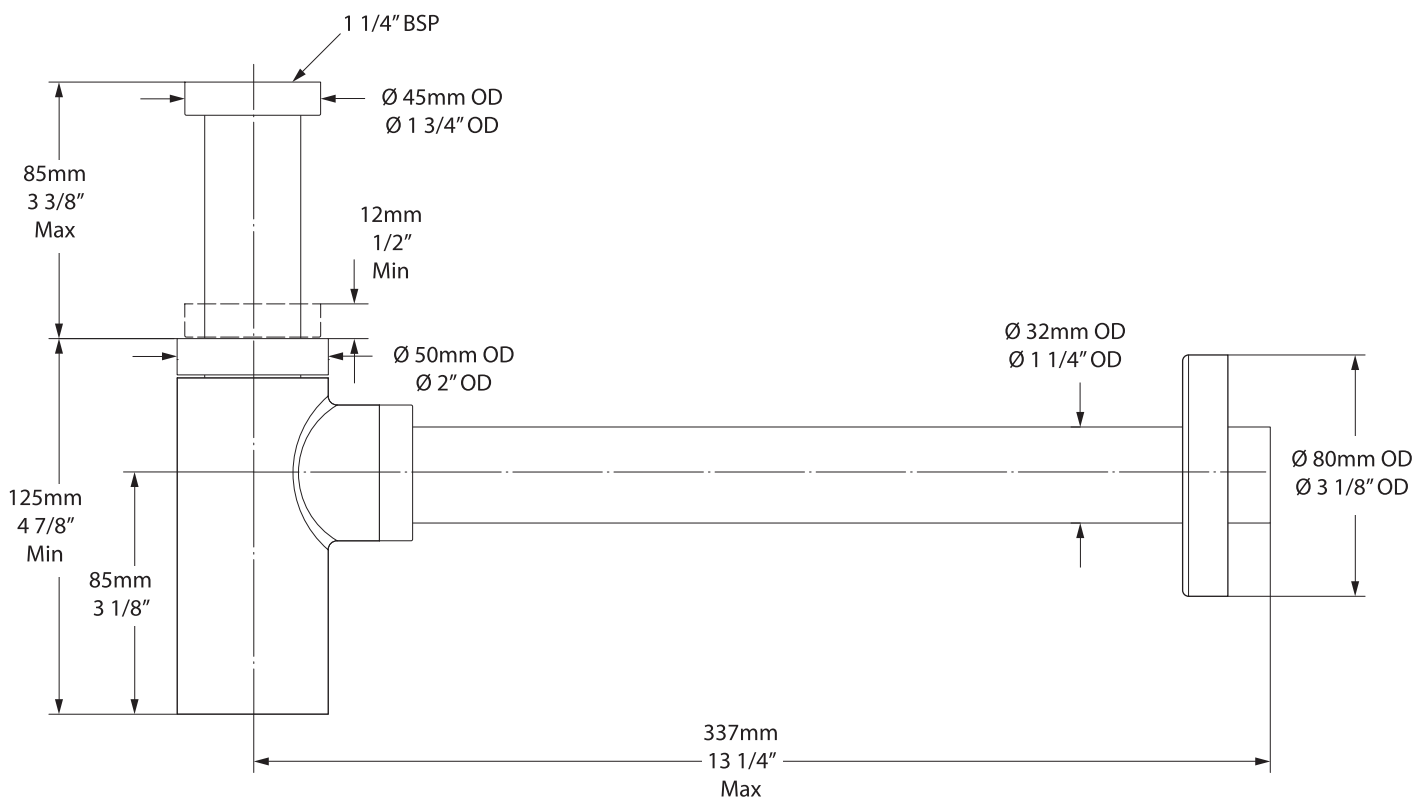 1 1/4” BSP
Ø 45mm OD
Ø 1 3/4” OD
85mm
3 3/8”
Max
12mm
1/2”
Min
Ø 50mm OD
Ø 2” OD
Ø 32mm OD
Ø 1 1/4” OD
Ø 80mm OD
Ø 3 1/8” OD
125mm
4 7/8”
Min
85mm
3 1/8”
337mm
13 1/4”
Max